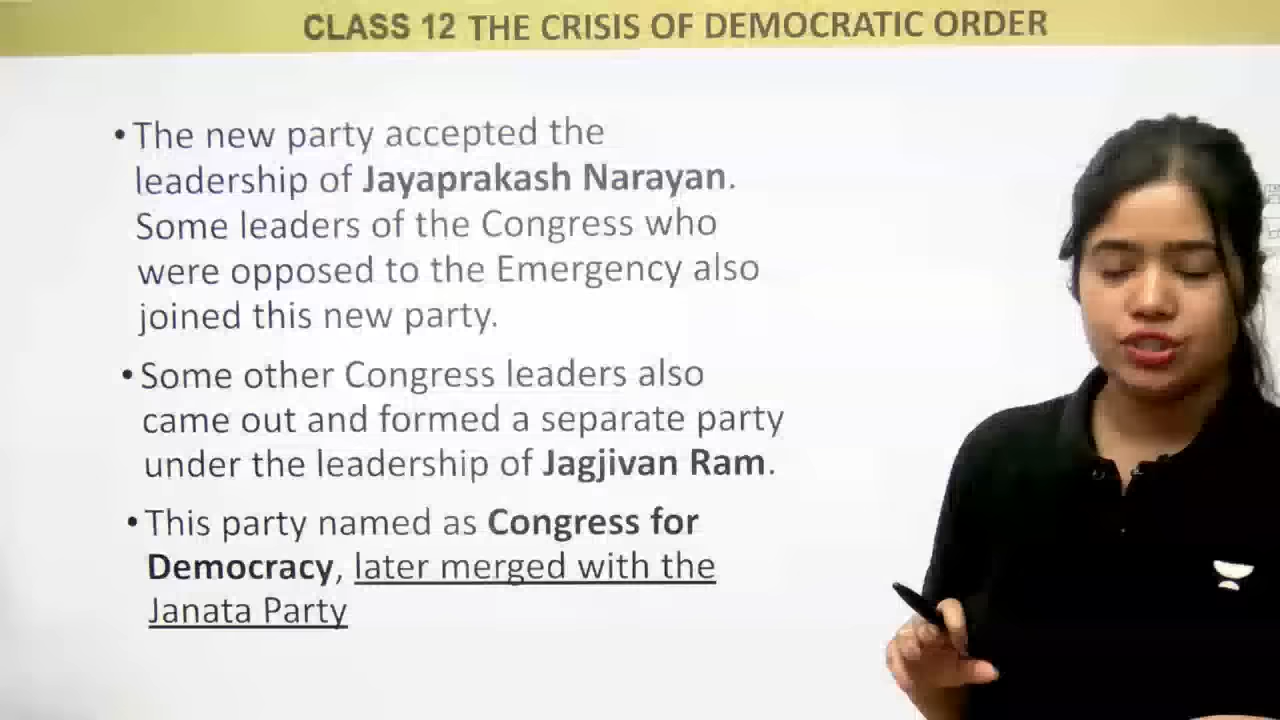 CLASS 12 THE CRISIS OF DEMOCRATIC ORDER
• The new party accepted the
leadership of Jayaprakash Narayan.
Some leaders of the Congress who
were opposed to the Emergency also
joined this new party.
• Some other Congress leaders also
came out and formed a separate party
under the leadership of Jagjivan Ram.
• This party named as Congress for
Democracy, later merged with the
Janata Party